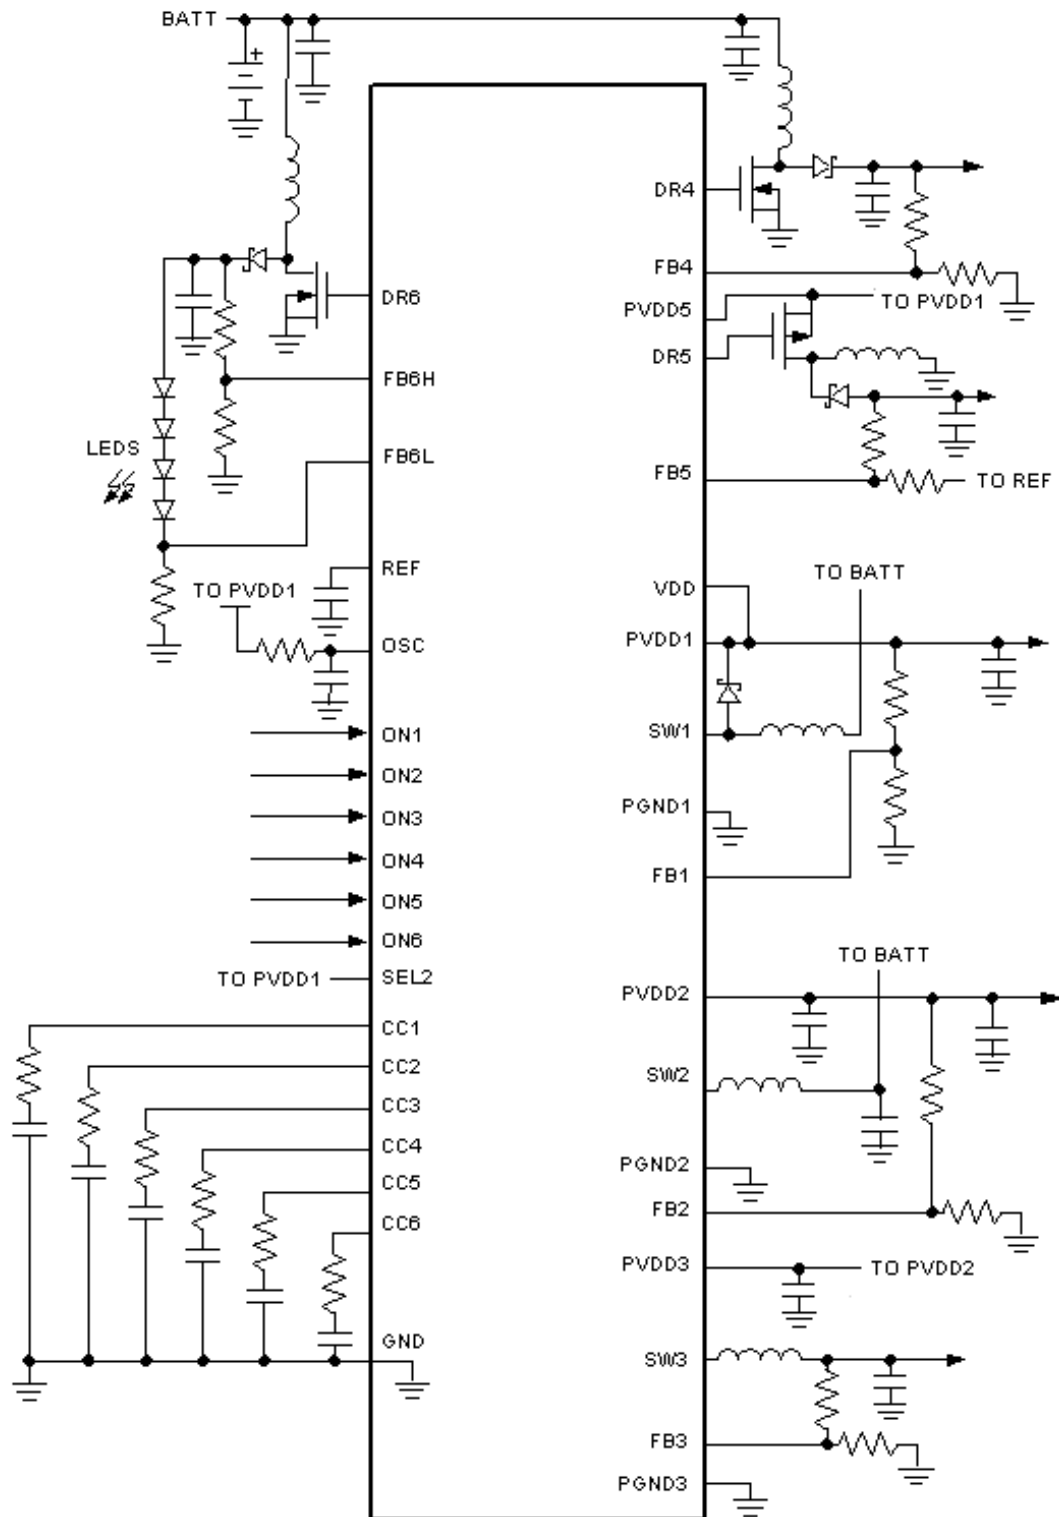 BATT
DR4
FB4
PVDD5
TO PVDD1
DR5
FB5
TO REF
DR6
FB6H
LEDS
FB6L
REF
TO PVDD1
OSC
ON1
ON2
ON3
ON4
ON5
ON6
TO PVDD1
SEL2
CC1
CC2
CC3
CC4
CC5
CC6
GND
TO BATT
VDD
PVDD1
SW1
PGND1
FB1
TO BATT
PVDD2
SW2
PGND2
FB2
PVDD3
TO PVDD2
SW3
FB3
PGND3